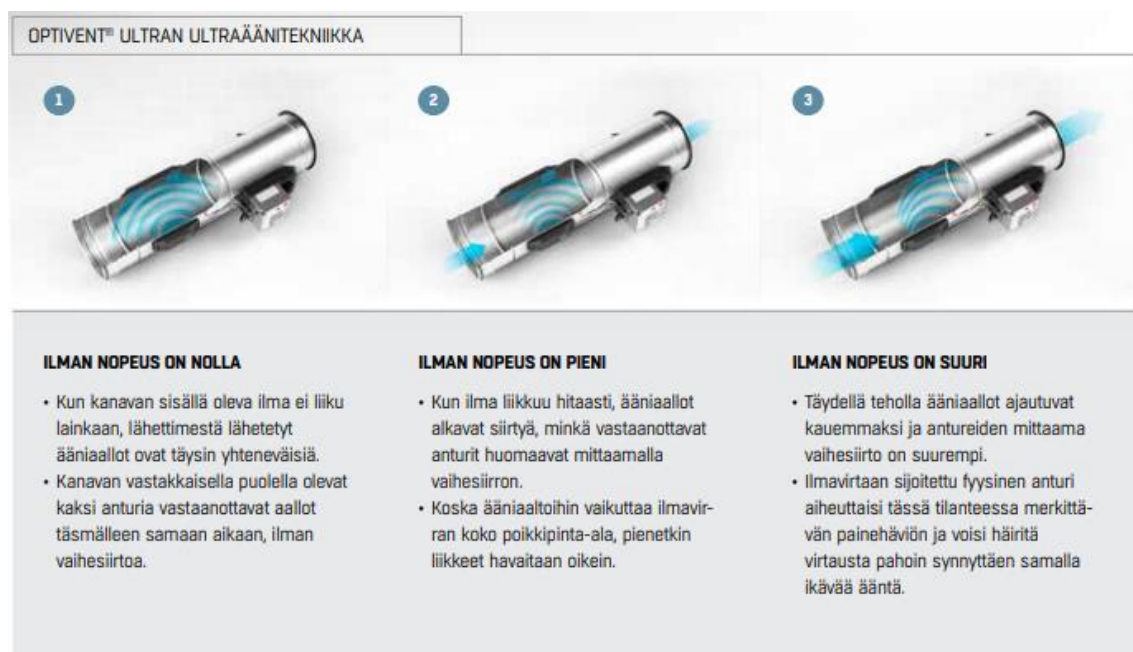 OPTIVENT® ULTRAN ULTRAÄÄNITEKNIIKKA
1
2
3
ILMAN NOPEUS ON NOLLA
• Kun kanavan sisällä oleva ilma ei liiku
lainkaan, lähettimestä lähetetyt
ääniaallot ovat täysin yhteneväisiä.
• Kanavan vastakkaisella puolella olevat
kaksi anturia vastaanottavat aallot
täsmälleen samaan aikaan, ilman
vaihesiirtoa.
ILMAN NOPEUS ON PIENI
• Kun ilma liikkuu hitaasti, ääniaallot
alkavat siirtyä, minkä vastaanottavat
anturit huomaavat mittaamalla
vaihesiirron.
• Koska ääniaaltoihin vaikuttaa ilmavir-
ran koko poikkipinta-ala, pienetkin
liikkeet havaitaan oikein.
ILMAN NOPEUS ON SUURI
• Täydellä teholla ääniaallot ajautuvat
kauemmaksi ja antureiden mittaama
vaihesiirto on suurempi.
• Ilmavirtaan sijoitettu fyysinen anturi
aiheuttaisi tässä tilanteessa merkittä-
vän painehäviön ja voisi häiritä
virtausta pahoin synnyttäen samalla
ikävää ääntä.